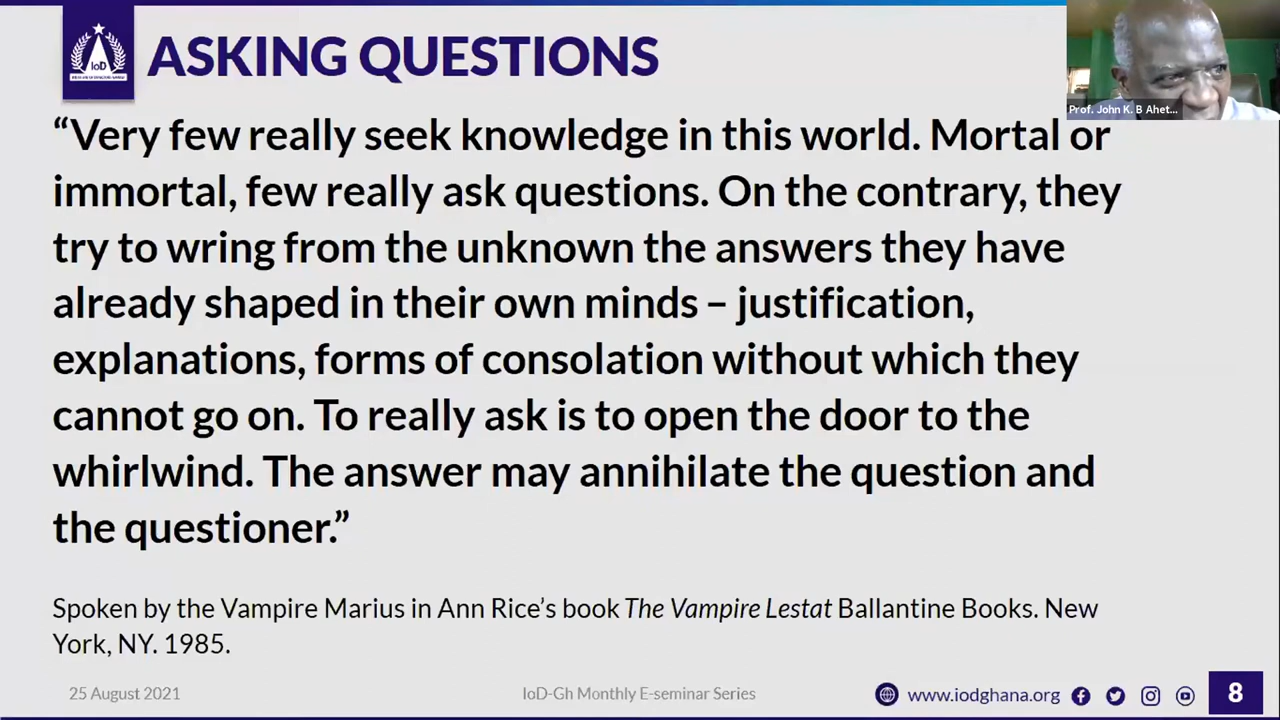 IoD
ASKING QUESTIONS
Prof. John K. B Ahet...
“Very few really seek knowledge in this world. Mortal or
immortal, few really ask questions. On the contrary, they
try to wring from the unknown the answers they have
already shaped in their own minds – justification,
explanations, forms of consolation without which they
cannot go on. To really ask is to open the door to the
whirlwind. The answer may annihilate the question and
the questioner.”
Spoken by the Vampire Marius in Ann Rice’s book The Vampire Lestat Ballantine Books. New
York, NY. 1985.
25 August 2021
IoD-Gh Monthly E-seminar Series
www.iodghana.org
8